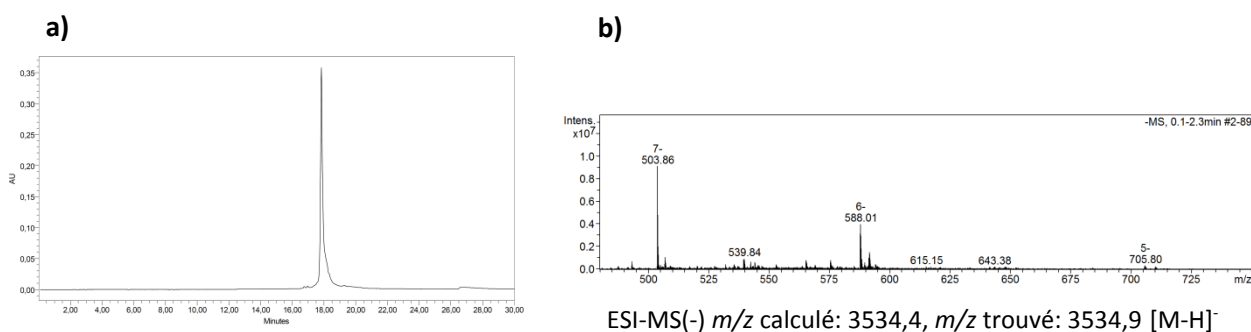 a)
0,35
0,30
0,25
0,20
0,15
0,10
0,05
0,00
AU
2,00 4,00 6,00 8,00 10,00 12,00 14,00 16,00 18,00 20,00 22,00 24,00 26,00 28,00 30,00
Minutes
b)
Intens.
x10⁷
-MS, 0.1-2.3min #2-89
1.0
0.8
0.6
0.4
0.2
0.0
7-
503.86
539.84
6-
588.01
615.15
643.38
5-
705.80
500 525 550 575 600 625 650 675 700 m/z
ESI-MS(-) m/z calculé: 3534,4, m/z trouvé: 3534,9 [M-H]⁻